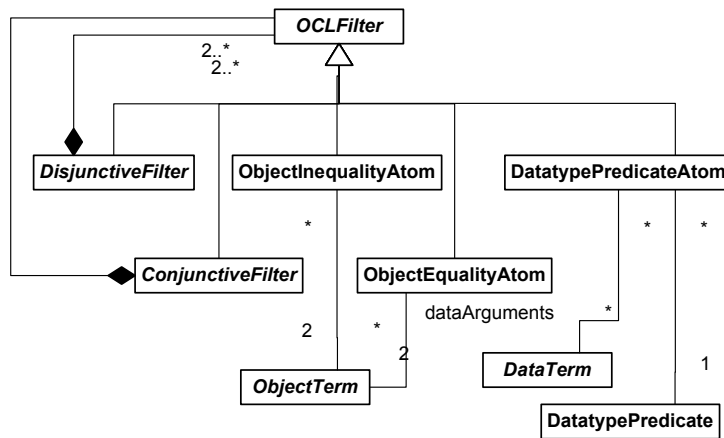 OCLFilter
2..*
2..*
DisjunctiveFilter
ObjectInequalityAtom
DatatypePredicateAtom
*
*
*
ConjunctiveFilter
ObjectEqualityAtom
dataArguments
*
2
*
2
ObjectTerm
DataTerm
1
DatatypePredicate